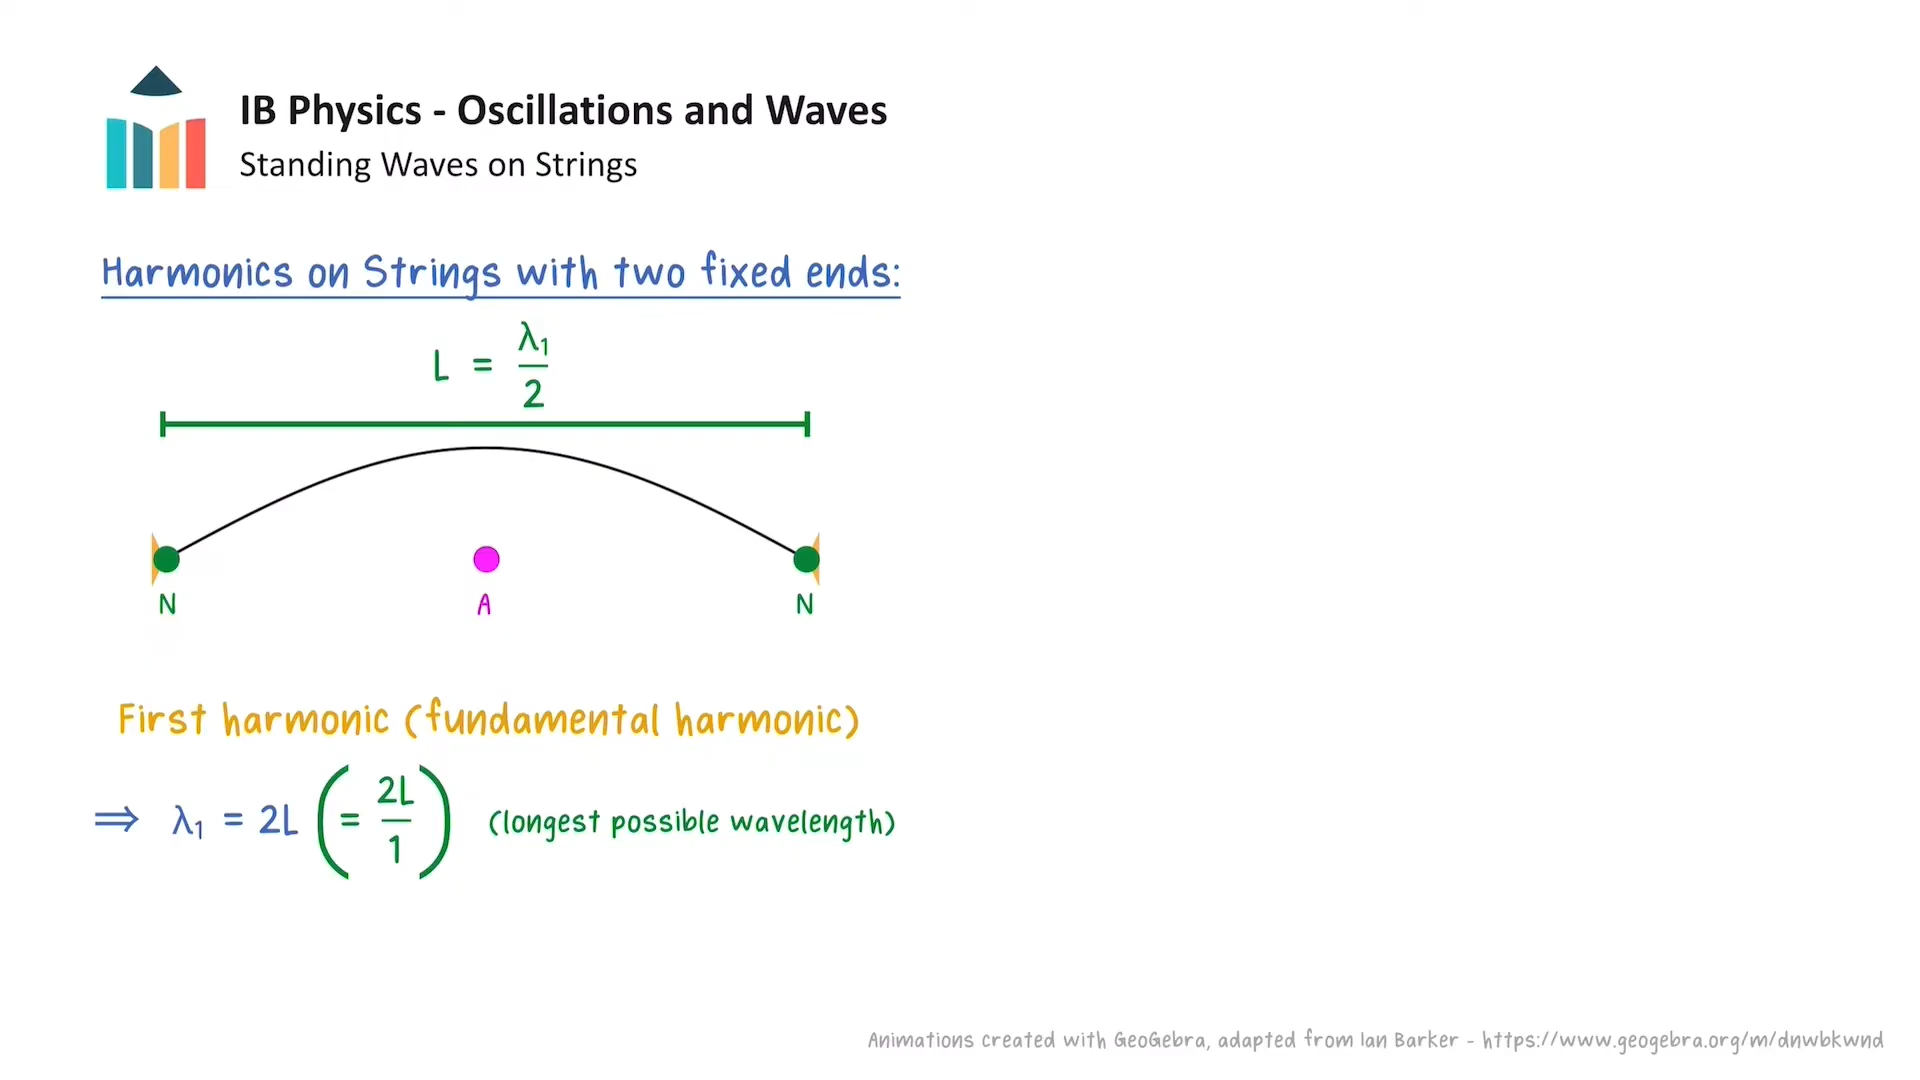 IB Physics - Oscillations and Waves
Standing Waves on Strings
Harmonics on Strings with two fixed ends:
L = λ₁/2
N A N
First harmonic (fundamental harmonic)
⇒ λ₁ = 2L (= 2L/1) (longest possible wavelength)
Animations created with GeoGebra, adapted from Ian Barker - https://www.geogebra.org/m/dnwbkwnd